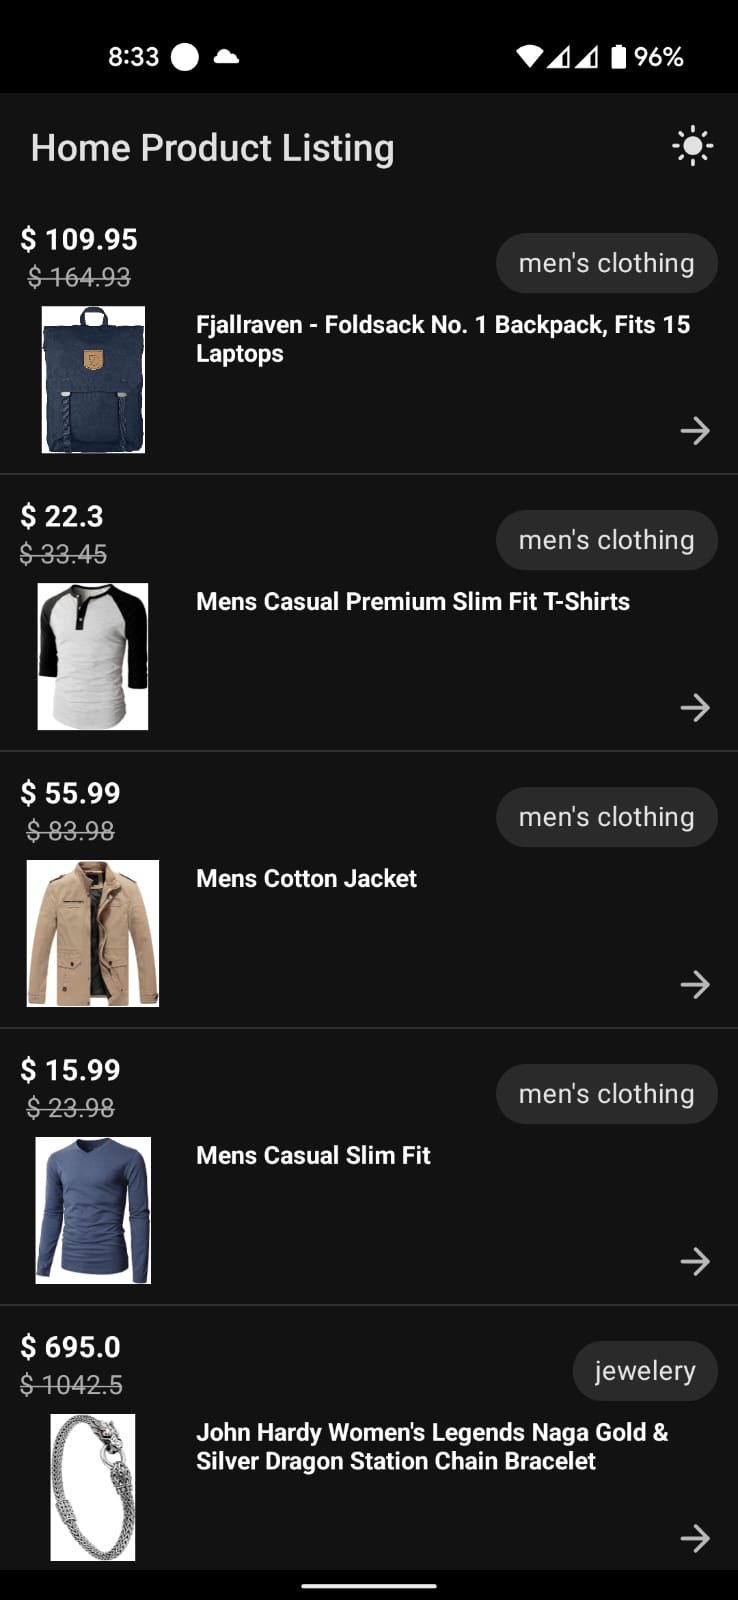 8:33
96%
Home Product Listing
$ 109.95
$ 164.93
men's clothing
Fjallraven - Foldsack No. 1 Backpack, Fits 15
Laptops
$ 22.3
$ 33.45
men's clothing
Mens Casual Premium Slim Fit T-Shirts
$ 55.99
$ 83.98
men's clothing
Mens Cotton Jacket
$ 15.99
$ 23.98
men's clothing
Mens Casual Slim Fit
$ 695.0
$ 1042.5
jewelery
John Hardy Women's Legends Naga Gold &
Silver Dragon Station Chain Bracelet